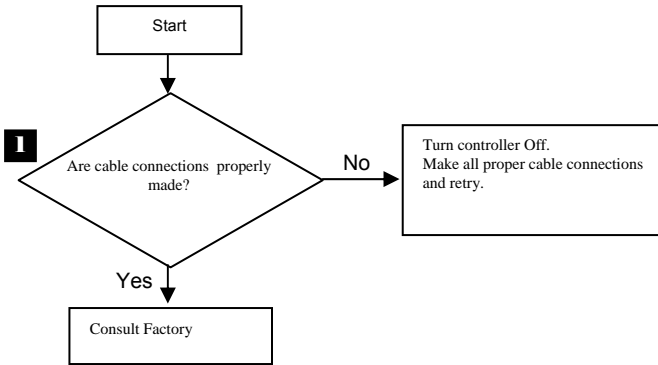 Start
1
Are cable connections properly
made?
No
Turn controller Off.
Make all proper cable connections
and retry.
Yes
Consult Factory